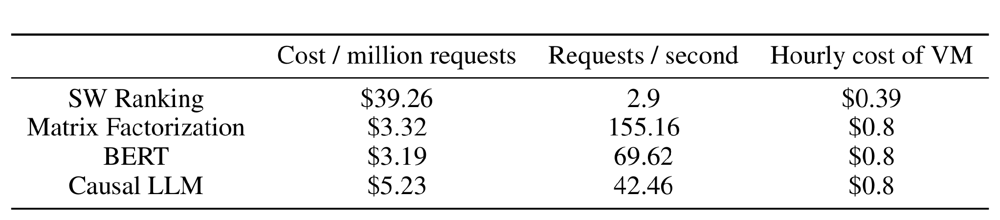 Cost / million requests Requests / second Hourly cost of VM
SW Ranking $39.26 2.9 $0.39
Matrix Factorization $3.32 155.16 $0.8
BERT $3.19 69.62 $0.8
Causal LLM $5.23 42.46 $0.8